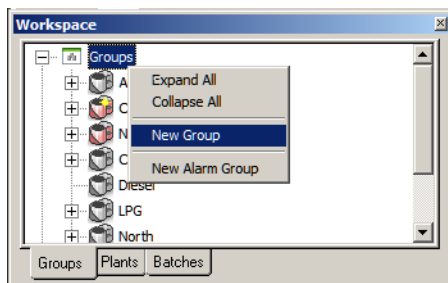 Workspace
Groups
A
Expand All
C
Collapse All
N
New Group
C
New Alarm Group
Diesel
LPG
North
Groups Plants Batches